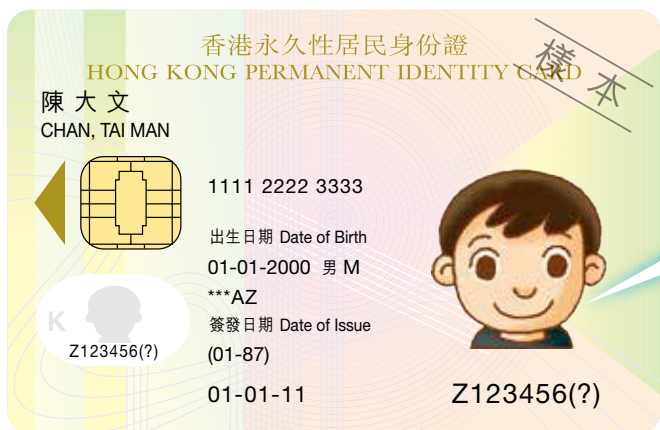 香港永久性居民身份證
HONG KONG PERMANENT IDENTITY CARD
樣本
陳大文
CHAN, TAI MAN
1111 2222 3333
出生日期 Date of Birth
01-01-2000 男 M
***AZ
簽發日期 Date of Issue
(01-87)
01-01-11
K
Z123456(?)
Z123456(?)